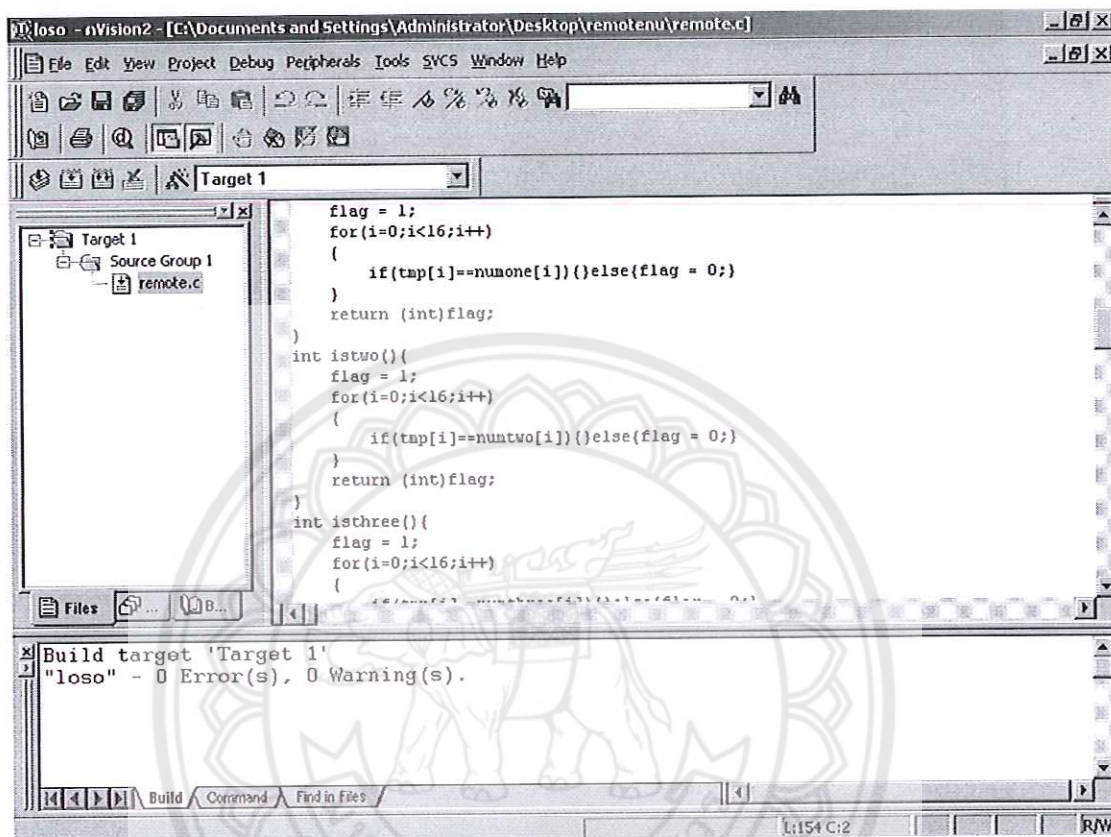 loso - µVision2 - [C:\Documents and Settings\Administrator\Desktop\remotenu\remote.c]
File Edit View Project Debug Peripherals Tools SVCS Window Help
Target 1
Target 1
Source Group 1
remote.c
Files
B...
flag = 1;
for(i=0;i<16;i++)
{
if(tmp[i]==numone[i]){}else{flag = 0;}
}
return (int)flag;
}
int istwo(){
flag = 1;
for(i=0;i<16;i++)
{
if(tmp[i]==numtwo[i]){}else{flag = 0;}
}
return (int)flag;
}
int isthree(){
flag = 1;
for(i=0;i<16;i++)
{
Build target 'Target 1'
"loso" - 0 Error(s), 0 Warning(s).
Build Command Find in Files
L:154 C:2 R/W